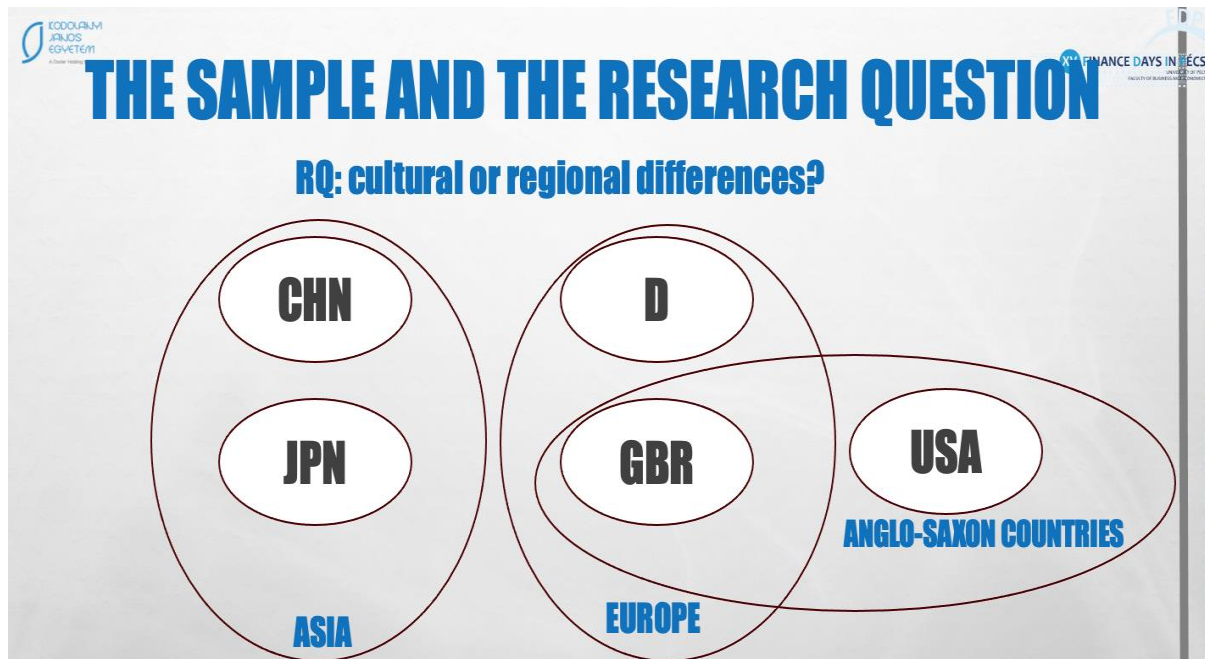 KODOLÁNYI
JÁNOS
EGYETEM
XV. FINANCE DAYS IN PÉCS
THE SAMPLE AND THE RESEARCH QUESTION
RQ: cultural or regional differences?
CHN
D
JPN
GBR
USA
ANGLO-SAXON COUNTRIES
ASIA
EUROPE